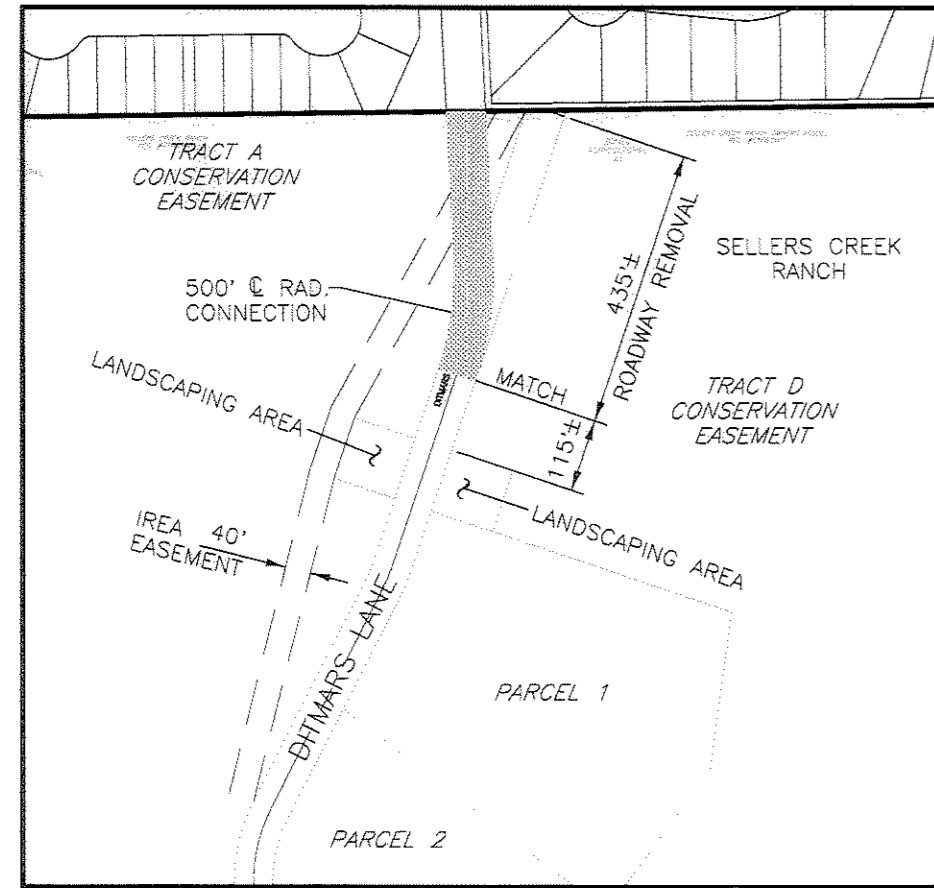 TRACT A
CONSERVATION
EASEMENT
435'±
ROADWAY REMOVAL
SELLERS CREEK
RANCH
500' ℄ RAD.
CONNECTION
LANDSCAPING AREA
DITMARS
MATCH
TRACT D
CONSERVATION
EASEMENT
115'±
LANDSCAPING AREA
IREA 40'
EASEMENT
DITMARS LANE
PARCEL 1
PARCEL 2